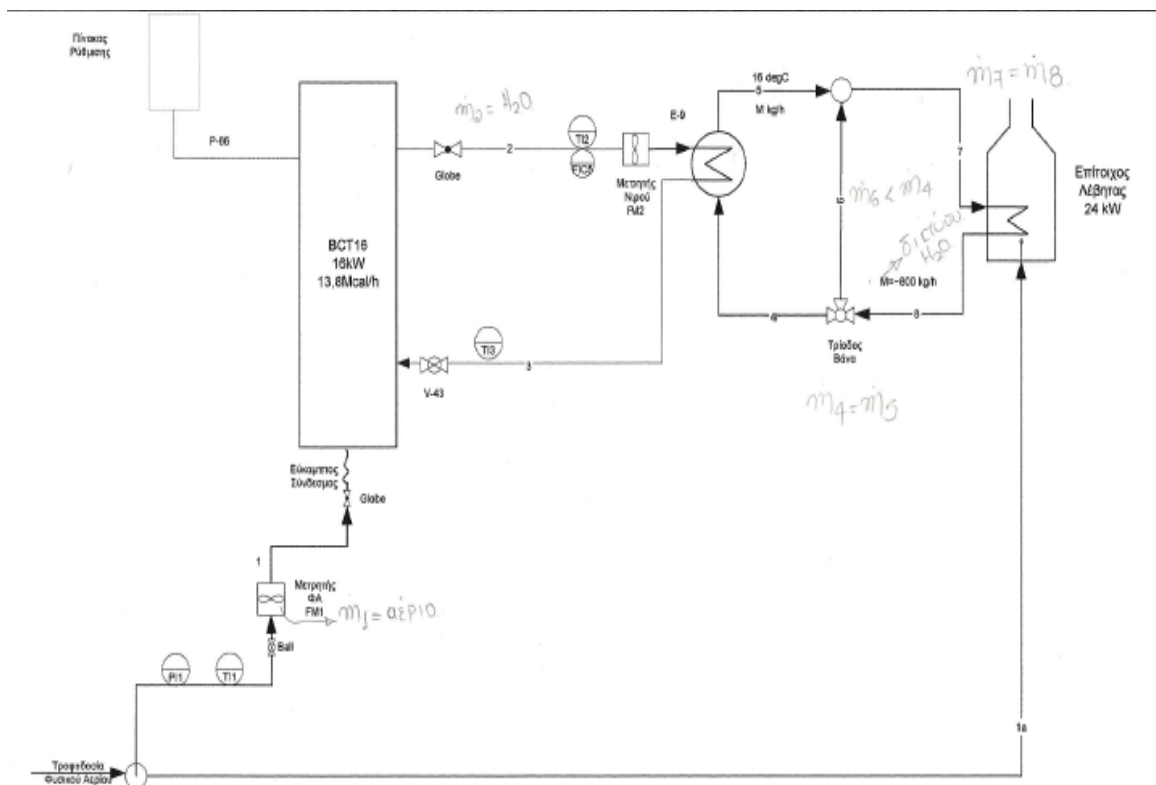 Πίνακας
Ρύθμισης
P-66
ṁ2 = H2O
Globe
2
TI2
FIC5
Μετρητής
Νερού
FM2
E-9
16 degC
M kg/h
ṁ7 = ṁ8
7
Επίτοιχος
Λέβητας
24 kW
ṁ6 < ṁ4
δικτύου
H2O
M=~800 kg/h
BCT16
16kW
13,8Mcal/h
4
8
Τρίοδος
Βάνα
TI3
3
V-43
ṁ4 = ṁ5
Εύκαμπτος
Σύνδεσμος
Globe
1
Μετρητής
ΦΑ
FM1
ṁ1 = αέριο
Ball
PI1
TI1
1a
Τροφοδοσία
Φυσικού Αερίου